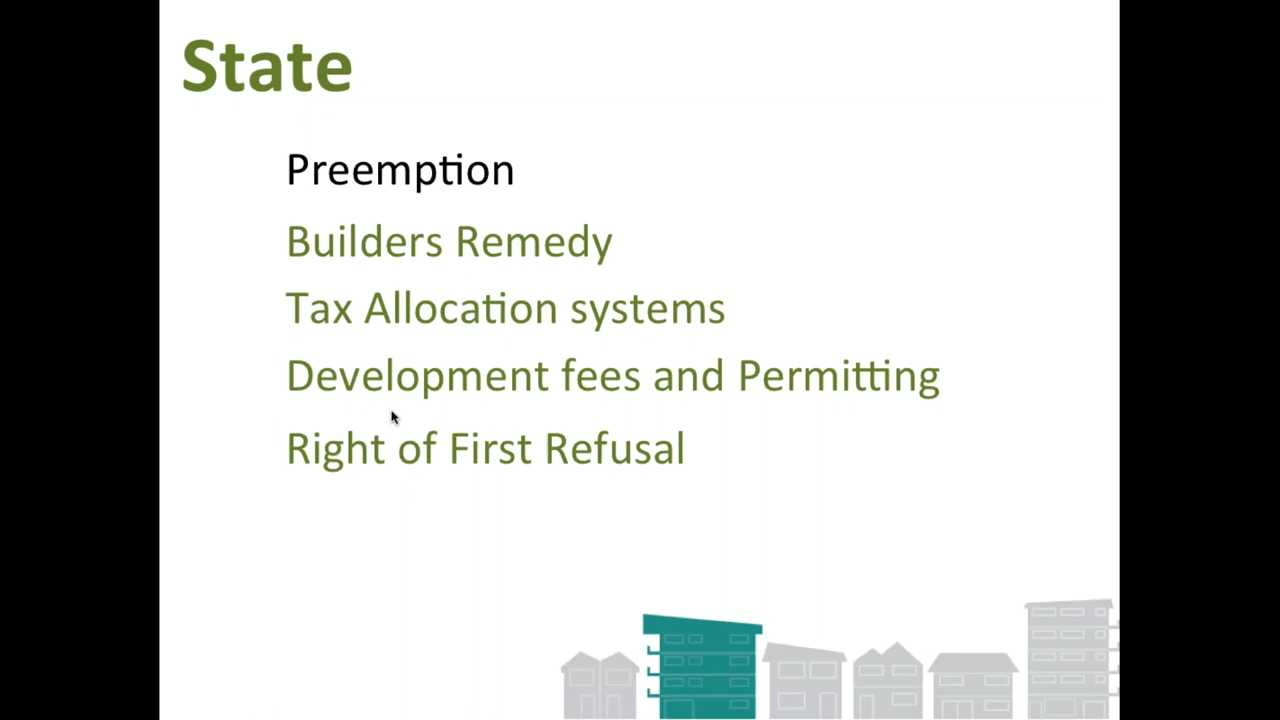 State
Preemption
Builders Remedy
Tax Allocation systems
Development fees and Permitting
Right of First Refusal